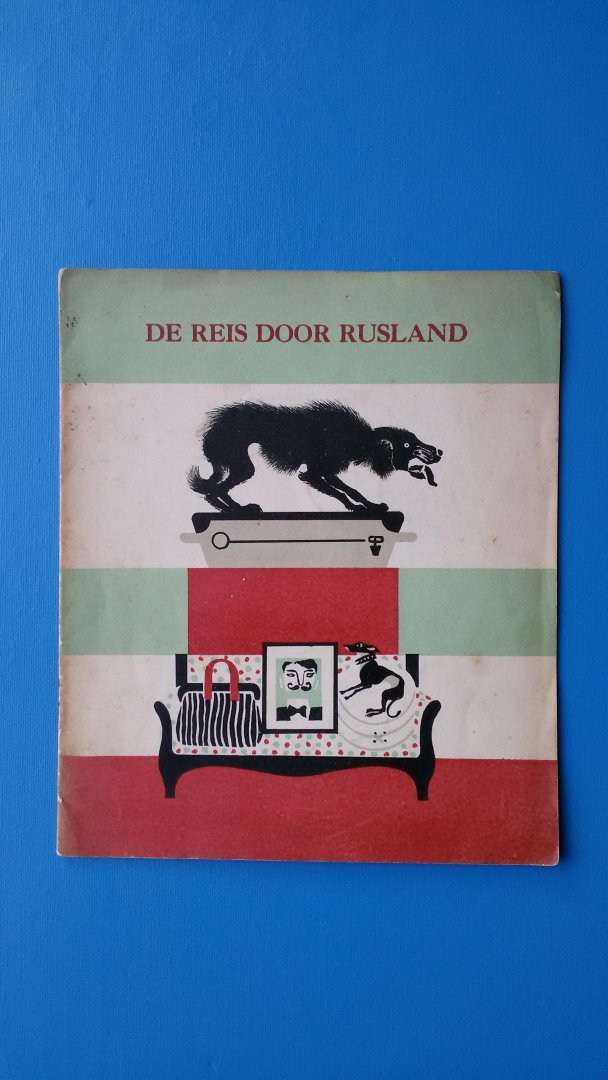 DE REIS DOOR RUSLAND